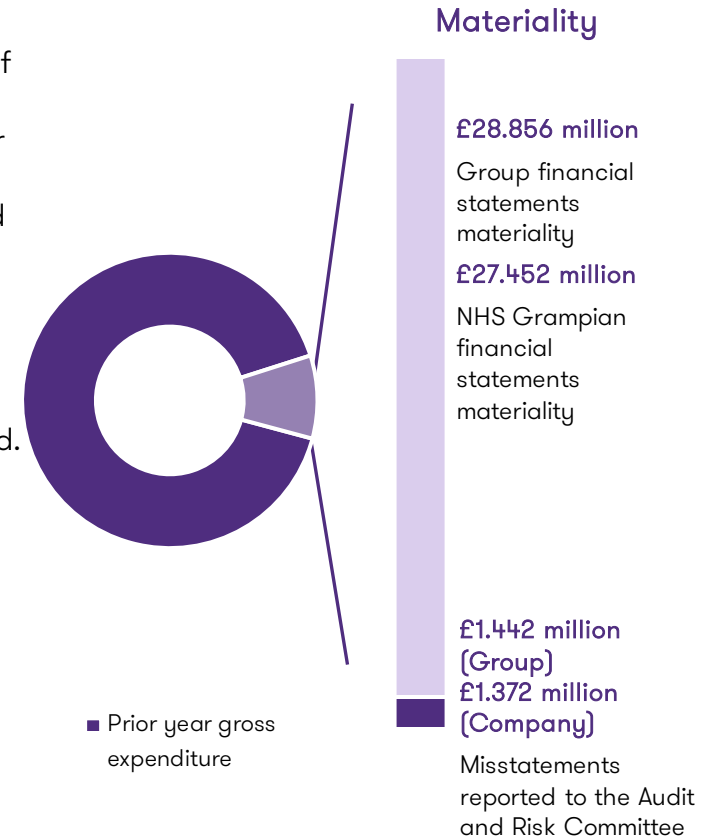 Materiality
f
r
d
d.
£28.856 million
Group financial
statements
materiality
£27.452 million
NHS Grampian
financial
statements
materiality
£1.442 million
(Group)
£1.372 million
(Company)
Misstatements
reported to the Audit
and Risk Committee
Prior year gross
expenditure